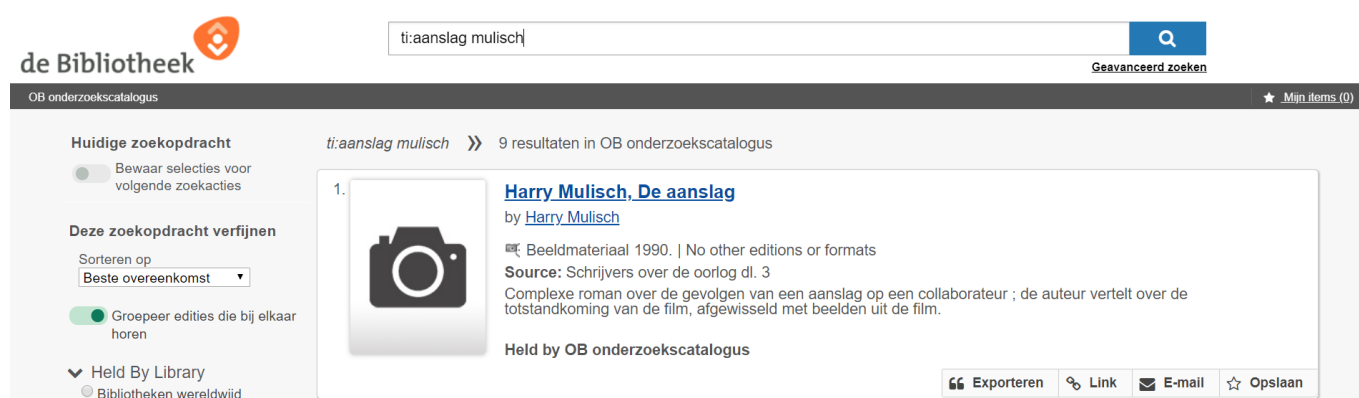 de Bibliotheek
ti:aanslag mulisch
Geavanceerd zoeken
OB onderzoekscatalogus
Mijn items (0)
Huidige zoekopdracht
Bewaar selecties voor
volgende zoekacties
Deze zoekopdracht verfijnen
Sorteren op
Beste overeenkomst
Groepeer edities die bij elkaar
horen
Held By Library
Bibliotheken wereldwijd
ti:aanslag mulisch » 9 resultaten in OB onderzoekscatalogus
1.
Harry Mulisch, De aanslag
by Harry Mulisch
Beeldmateriaal 1990. | No other editions or formats
Source: Schrijvers over de oorlog dl. 3
Complexe roman over de gevolgen van een aanslag op een collaborateur ; de auteur vertelt over de
totstandkoming van de film, afgewisseld met beelden uit de film.
Held by OB onderzoekscatalogus
Exporteren Link E-mail Opslaan